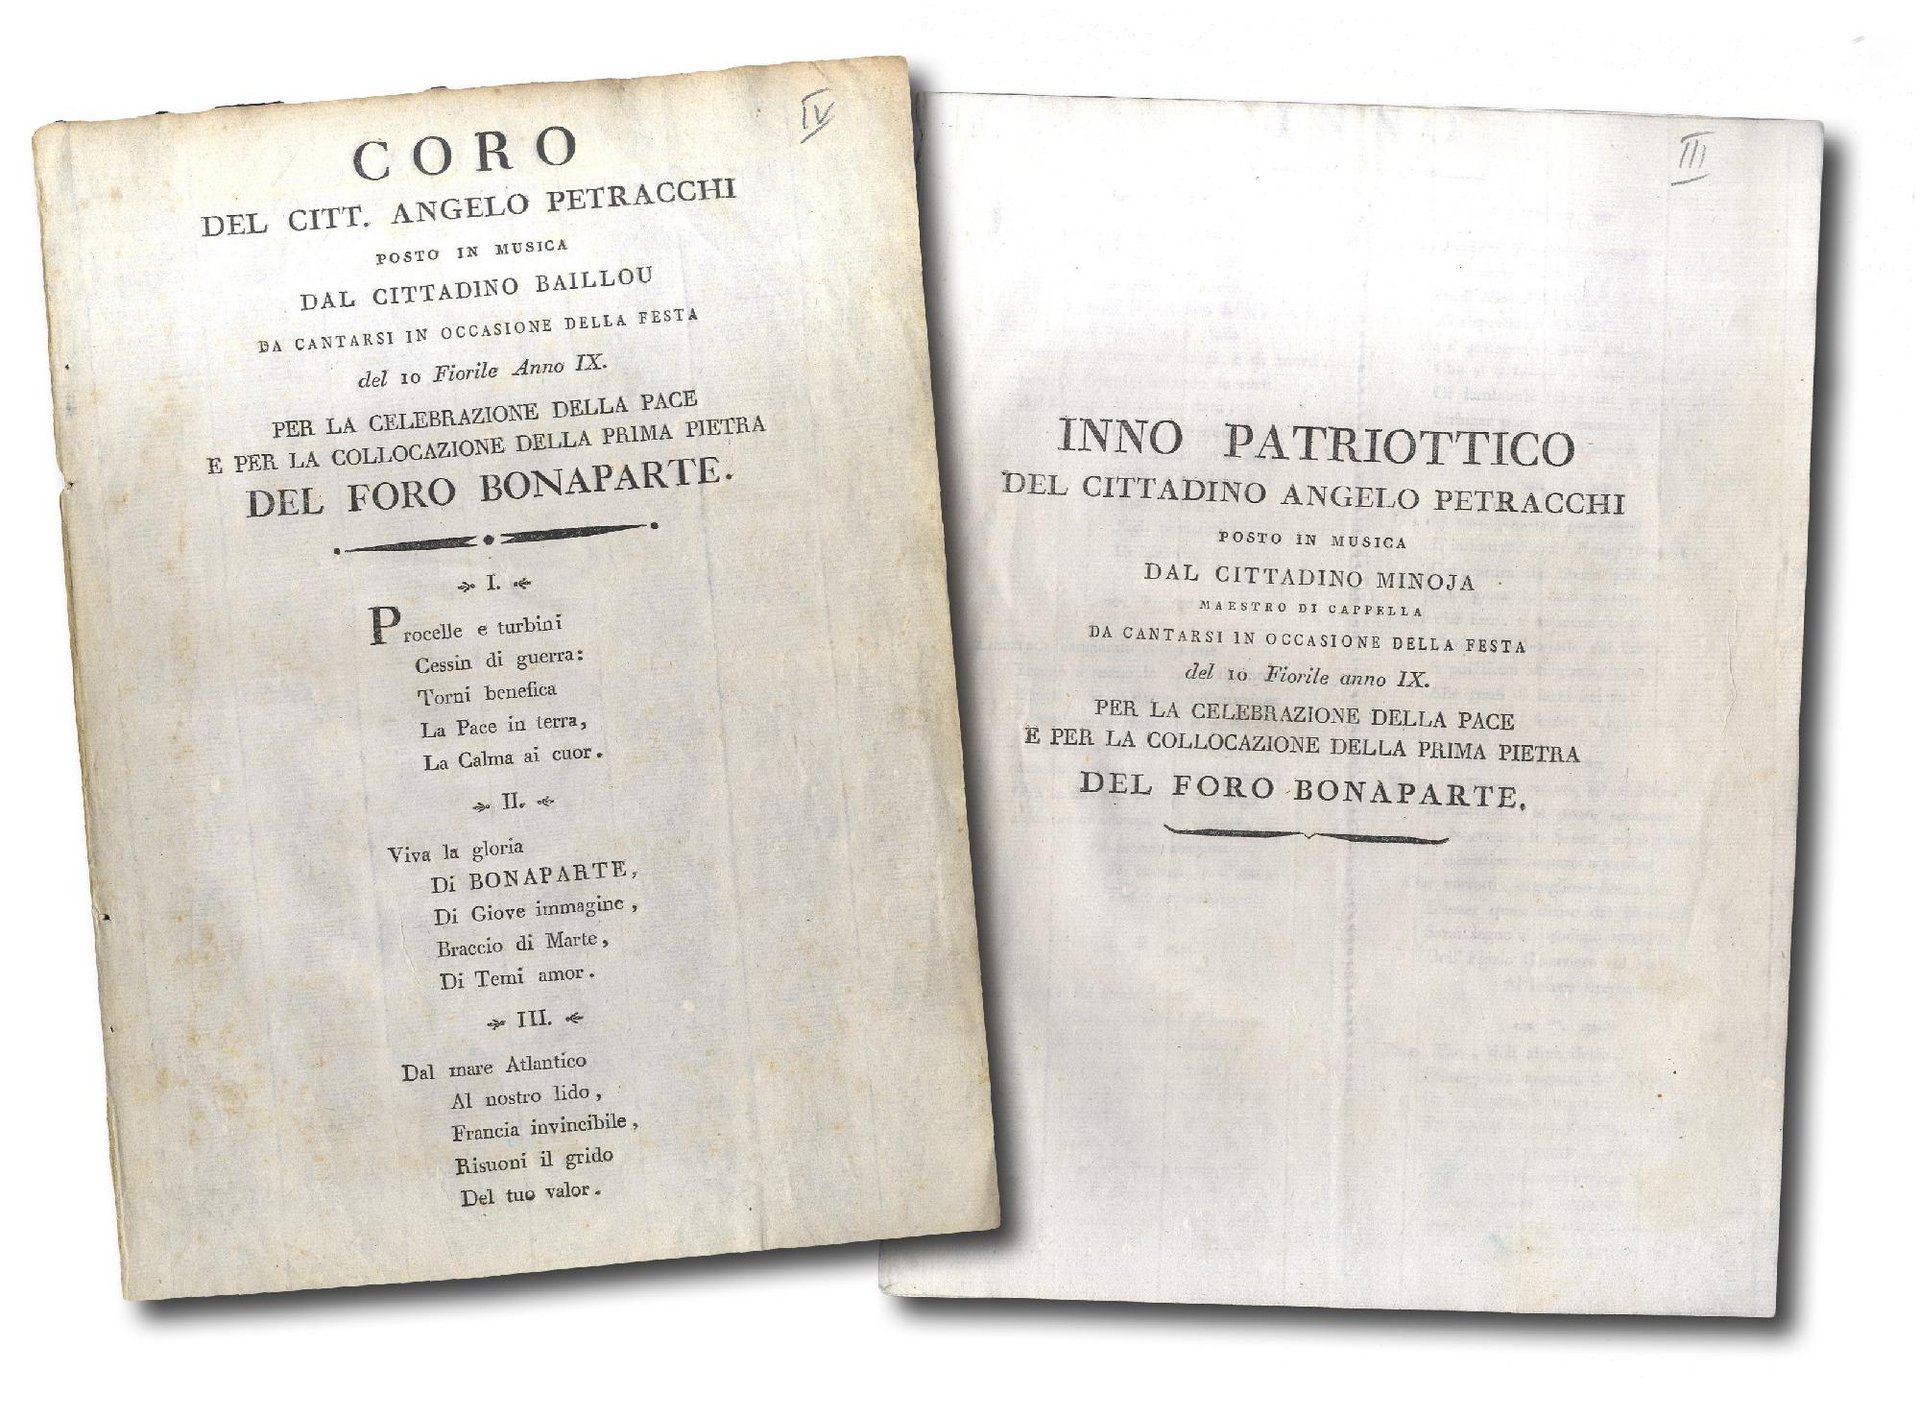 IV
CORO
DEL CITT. ANGELO PETRACCHI
POSTO IN MUSICA
DAL CITTADINO BAILLOU
DA CANTARSI IN OCCASIONE DELLA FESTA
del 10 Fiorile Anno IX.
PER LA CELEBRAZIONE DELLA PACE
E PER LA COLLOCAZIONE DELLA PRIMA PIETRA
DEL FORO BONAPARTE.
I.
Procelle e turbini
Cessin di guerra:
Torni benefica
La Pace in terra,
La Calma ai cuor.
II.
Viva la gloria
Di BONAPARTE,
Di Giove immagine,
Braccio di Marte,
Di Temi amor.
III.
Dal mare Atlantico
Al nostro lido,
Francia invincibile,
Risuoni il grido
Del tuo valor.
III
INNO PATRIOTTICO
DEL CITTADINO ANGELO PETRACCHI
POSTO IN MUSICA
DAL CITTADINO MINOJA
MAESTRO DI CAPPELLA
DA CANTARSI IN OCCASIONE DELLA FESTA
del 10 Fiorile anno IX.
PER LA CELEBRAZIONE DELLA PACE
E PER LA COLLOCAZIONE DELLA PRIMA PIETRA
DEL FORO BONAPARTE.